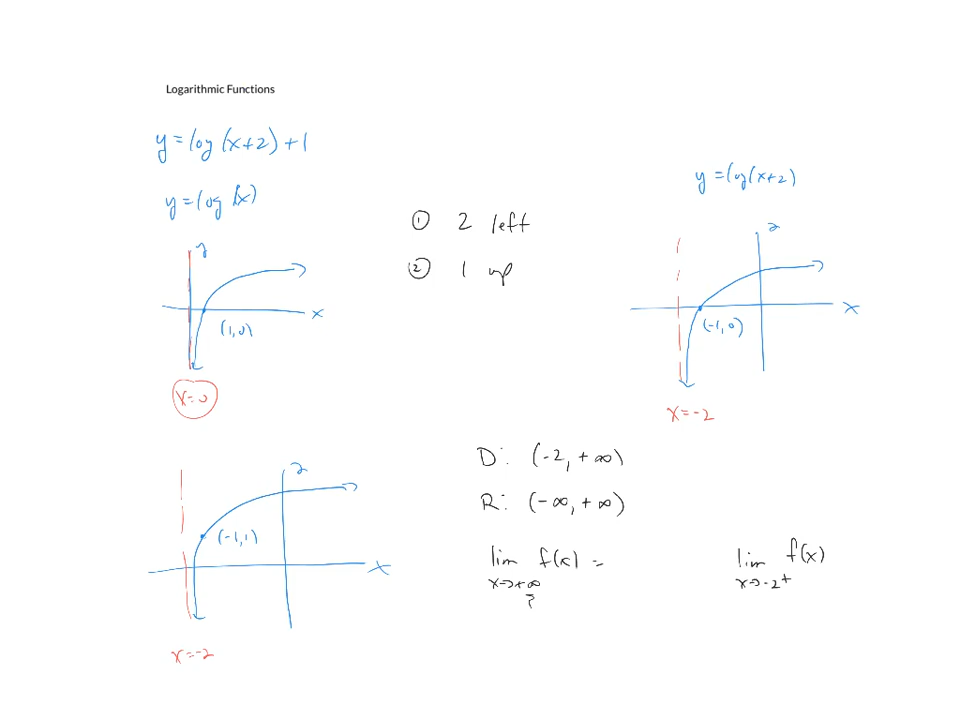 Logarithmic Functions
y = log (x+2) + 1
y = log (x)
y = log (x+2)
① 2 left
② 1 up
x
(1, 0)
x = 0
x
(-1, 0)
x = -2
D: (-2, +∞)
R: (-∞, +∞)
lim f(x) =
x→+∞
lim f(x)
x→-2+
(-1, 1)
x
x = -2